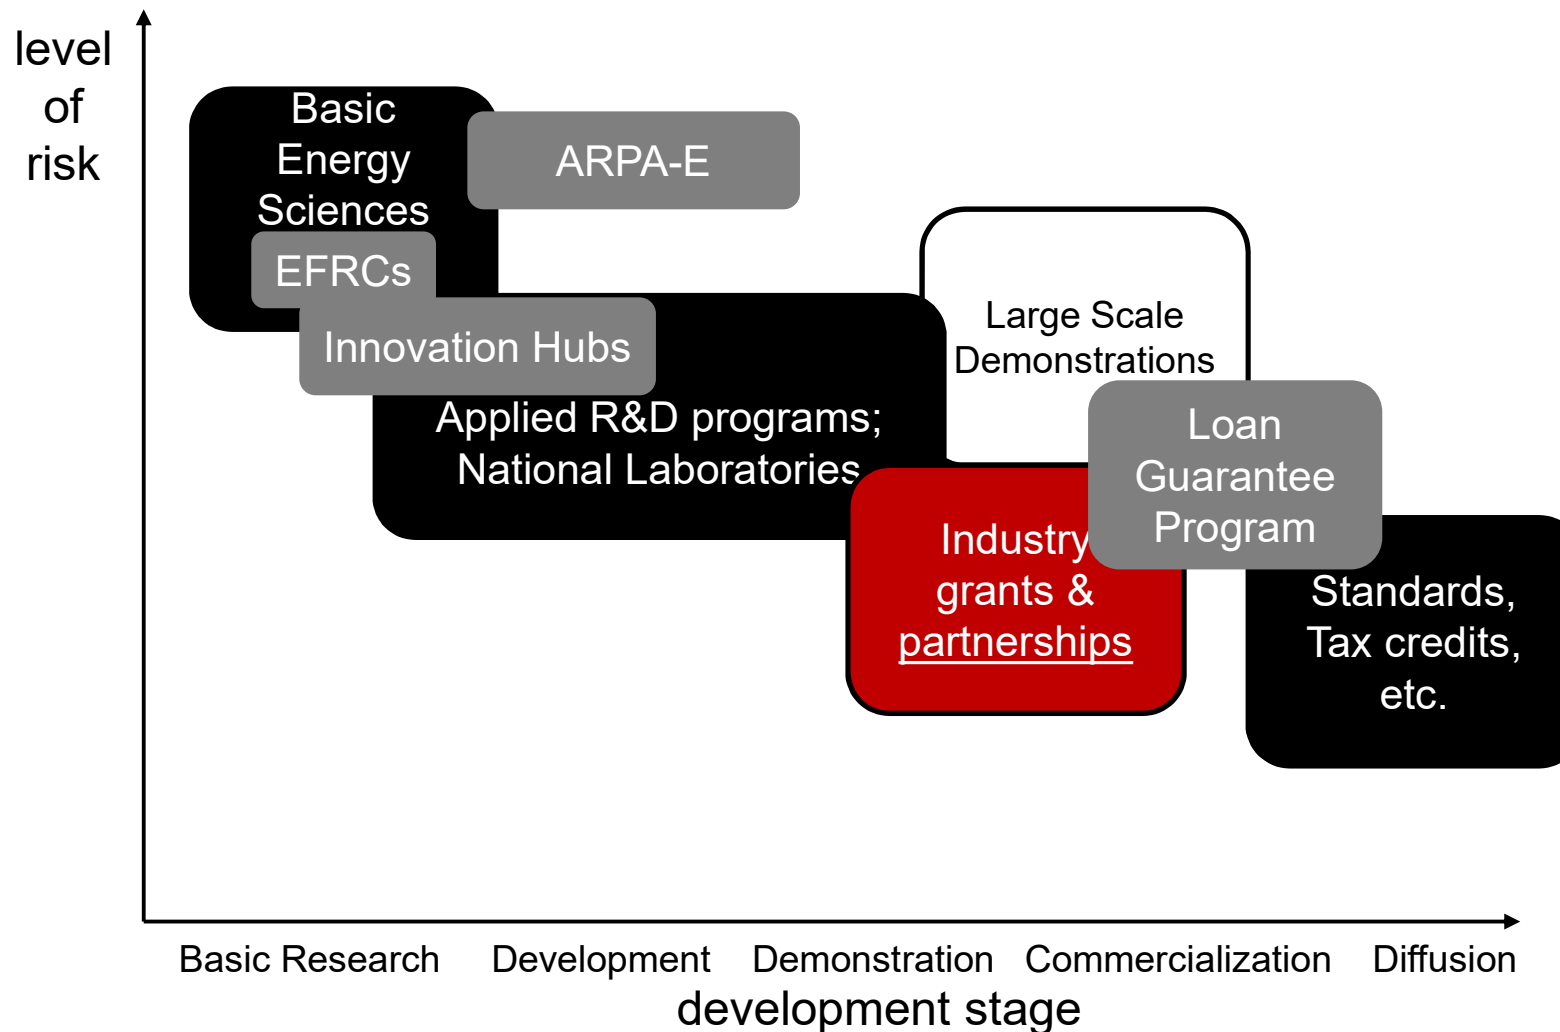 level
of
risk
Basic
Energy
Sciences
ARPA-E
EFRCs
Innovation Hubs
Large Scale
Demonstrations
Applied R&D programs;
National Laboratories
Loan
Guarantee
Program
Industry
grants &
partnerships
Standards,
Tax credits,
etc.
Basic Research
Development
Demonstration
Commercialization
Diffusion
development stage